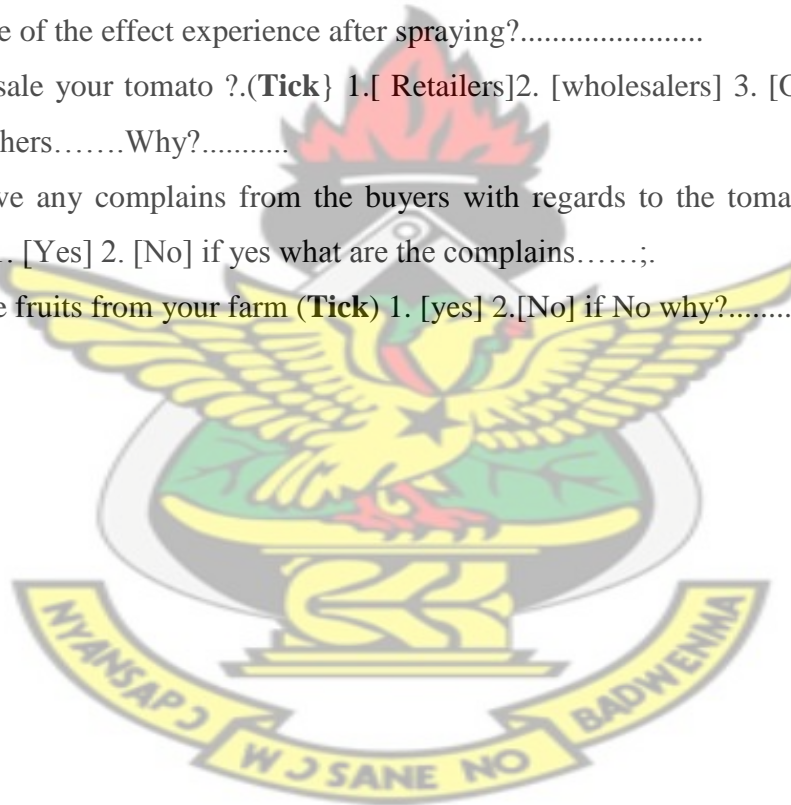 e of the effect experience after spraying?.......................
sale your tomato ?.(Tick} 1.[ Retailers]2. [wholesalers] 3. [
hers…….Why?...........
ve any complains from the buyers with regards to the toma
. [Yes] 2. [No] if yes what are the complains……;.
e fruits from your farm (Tick) 1. [yes] 2.[No] if No why?.........
NYANSAPƆ WƆSANE NO BADWENMA